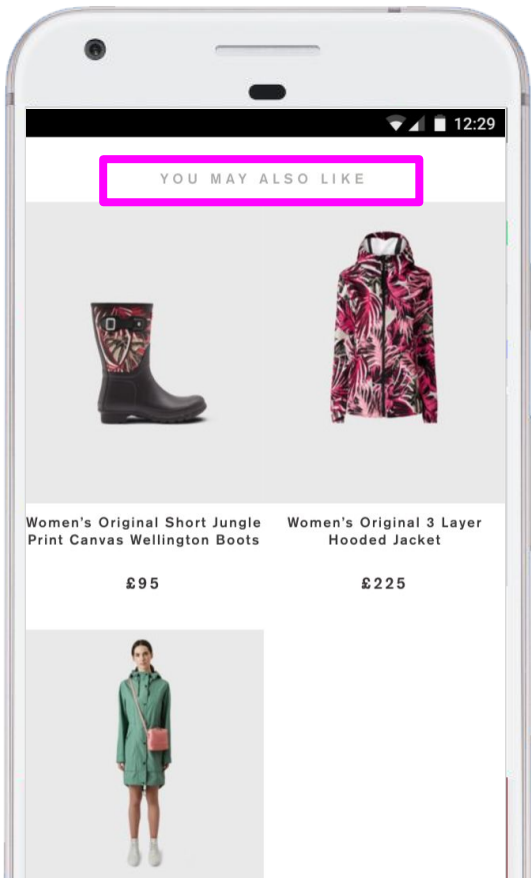 12:29
YOU MAY ALSO LIKE
Women's Original Short Jungle
Print Canvas Wellington Boots
£95
Women's Original 3 Layer
Hooded Jacket
£225